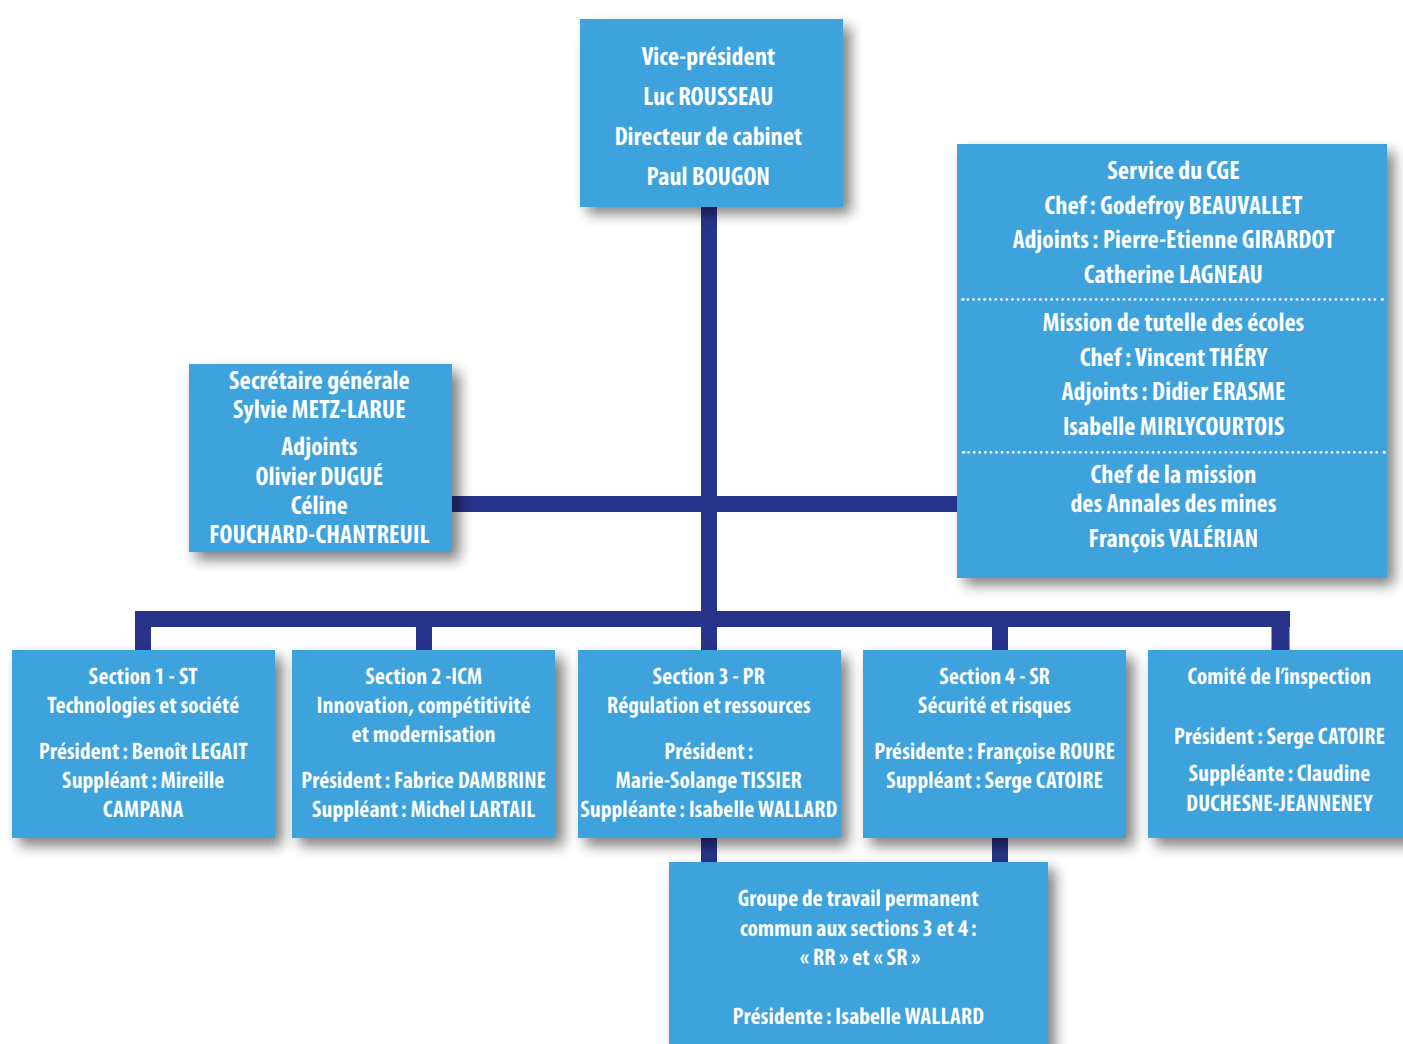 Vice-président
Luc ROUSSEAU
Directeur de cabinet
Paul BOUGON
Service du CGE
Chef : Godefroy BEAUVALLET
Adjoints : Pierre-Etienne GIRARDOT
Catherine LAGNEAU
Mission de tutelle des écoles
Chef : Vincent THÉRY
Adjoints : Didier ERASME
Isabelle MIRLYCOURTOIS
Chef de la mission
des Annales des mines
François VALÉRIAN
Secrétaire générale
Sylvie METZ-LARUE
Adjoints
Olivier DUGUÉ
Céline
FOUCHARD-CHANTREUIL
Section 1 - ST
Technologies et société
Président : Benoît LEGAIT
Suppléant : Mireille
CAMPANA
Section 2 -ICM
Innovation, compétitivité
et modernisation
Président : Fabrice DAMBRINE
Suppléant : Michel LARTAIL
Section 3 - PR
Régulation et ressources
Président :
Marie-Solange TISSIER
Suppléante : Isabelle WALLARD
Section 4 - SR
Sécurité et risques
Présidente : Françoise ROURE
Suppléant : Serge CATOIRE
Comité de l'inspection
Président : Serge CATOIRE
Suppléante : Claudine
DUCHESNE-JEANNENEY
Groupe de travail permanent
commun aux sections 3 et 4 :
« RR » et « SR »
Présidente : Isabelle WALLARD